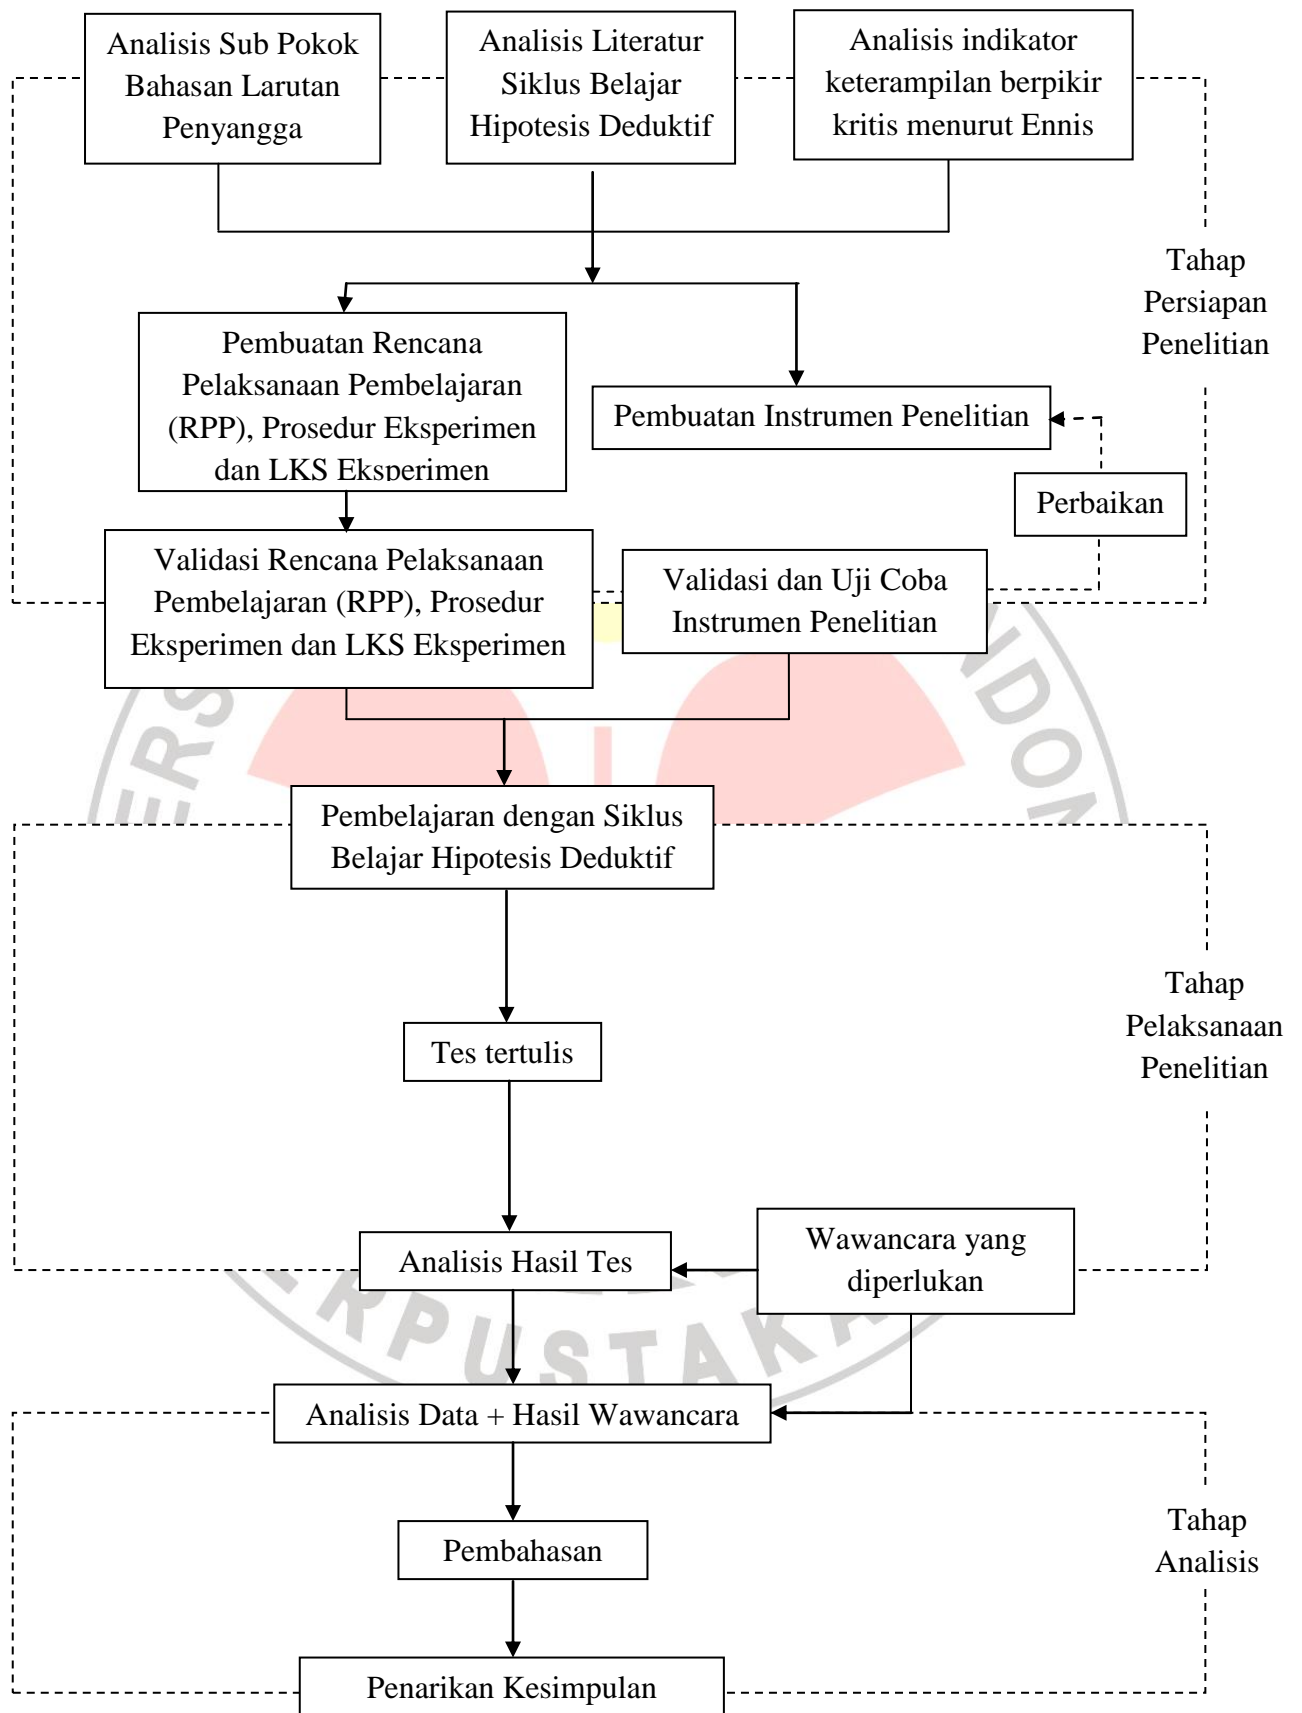 Analisis Sub Pokok
Bahasan Larutan
Penyangga
Analisis Literatur
Siklus Belajar
Hipotesis Deduktif
Analisis indikator
keterampilan berpikir
kritis menurut Ennis
Tahap
Persiapan
Penelitian
Pembuatan Rencana
Pelaksanaan Pembelajaran
(RPP), Prosedur Eksperimen
dan LKS Eksperimen
Pembuatan Instrumen Penelitian
Perbaikan
Validasi Rencana Pelaksanaan
Pembelajaran (RPP), Prosedur
Eksperimen dan LKS Eksperimen
Validasi dan Uji Coba
Instrumen Penelitian
Pembelajaran dengan Siklus
Belajar Hipotesis Deduktif
Tes tertulis
Tahap
Pelaksanaan
Penelitian
Analisis Hasil Tes
Wawancara yang
diperlukan
Analisis Data + Hasil Wawancara
Pembahasan
Tahap
Analisis
Penarikan Kesimpulan